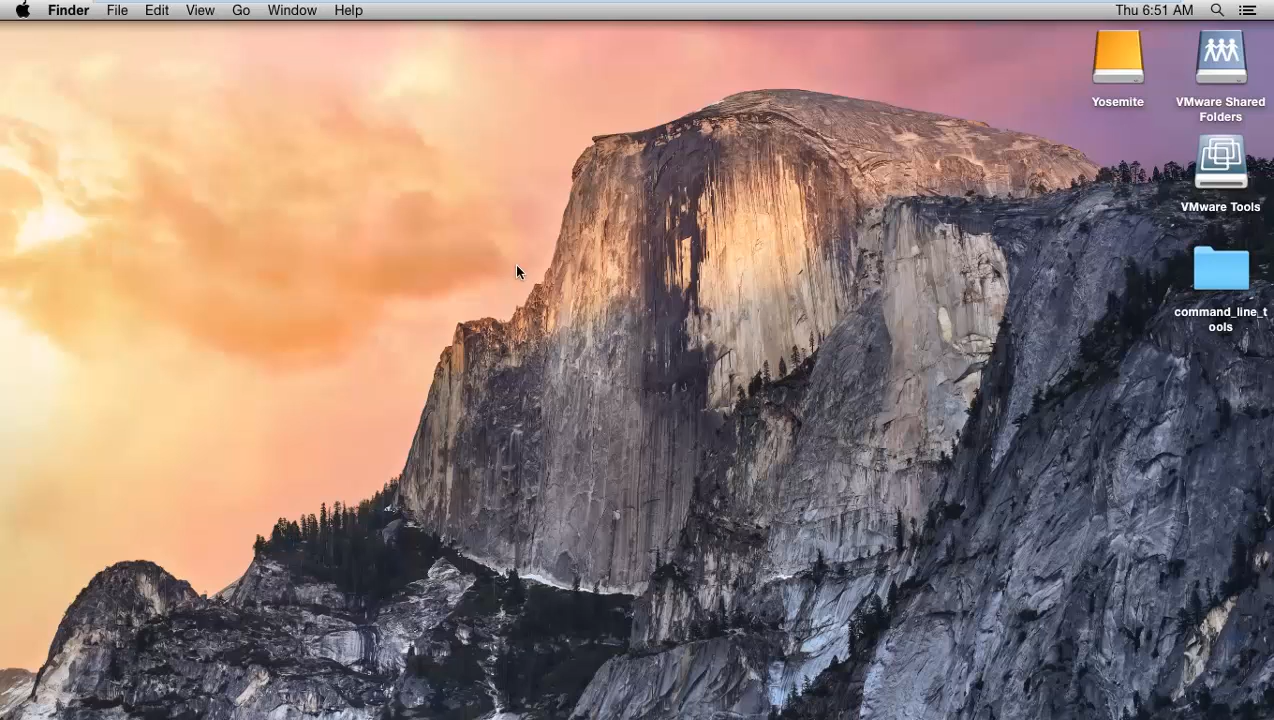 Finder File Edit View Go Window Help Thu 6:51 AM
Yosemite
VMware Shared
Folders
VMware Tools
command_line_t
ools